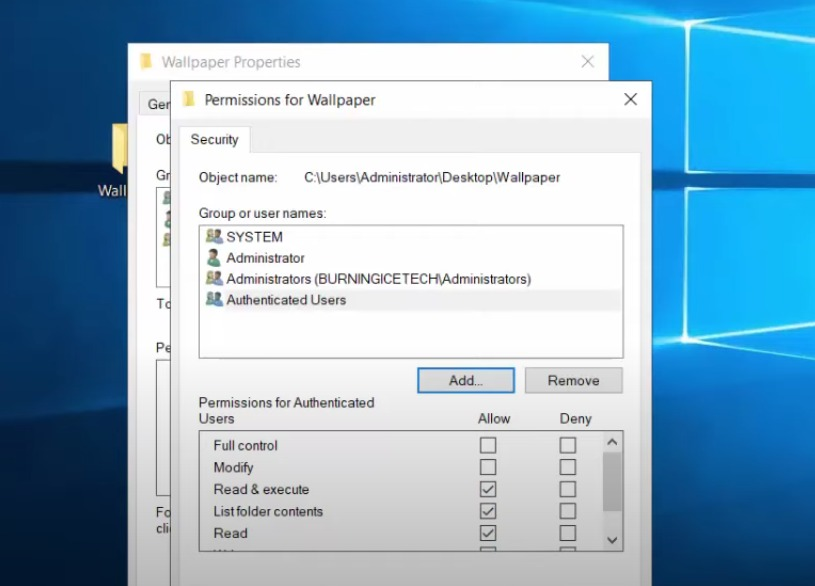 Wallpaper Properties
Permissions for Wallpaper
Security
Object name: C:\Users\Administrator\Desktop\Wallpaper
Group or user names:
SYSTEM
Administrator
Administrators (BURNINGICETECH\Administrators)
Authenticated Users
Add...
Remove
Permissions for Authenticated
Users
Allow
Deny
Full control
Modify
Read & execute
List folder contents
Read
Wall
Ger
Ob
Gr
To
Pe
Fo
cli